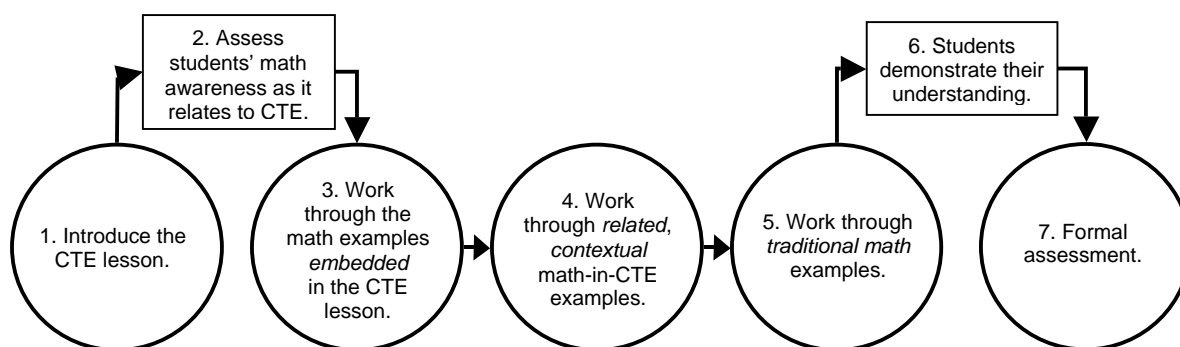 1. Introduce the
CTE lesson.
2. Assess
students’ math
awareness as it
relates to CTE.
3. Work
through the
math examples
embedded
in the CTE
lesson.
4. Work
through related,
contextual
math-in-CTE
examples.
5. Work through
traditional math
examples.
6. Students
demonstrate their
understanding.
7. Formal
assessment.